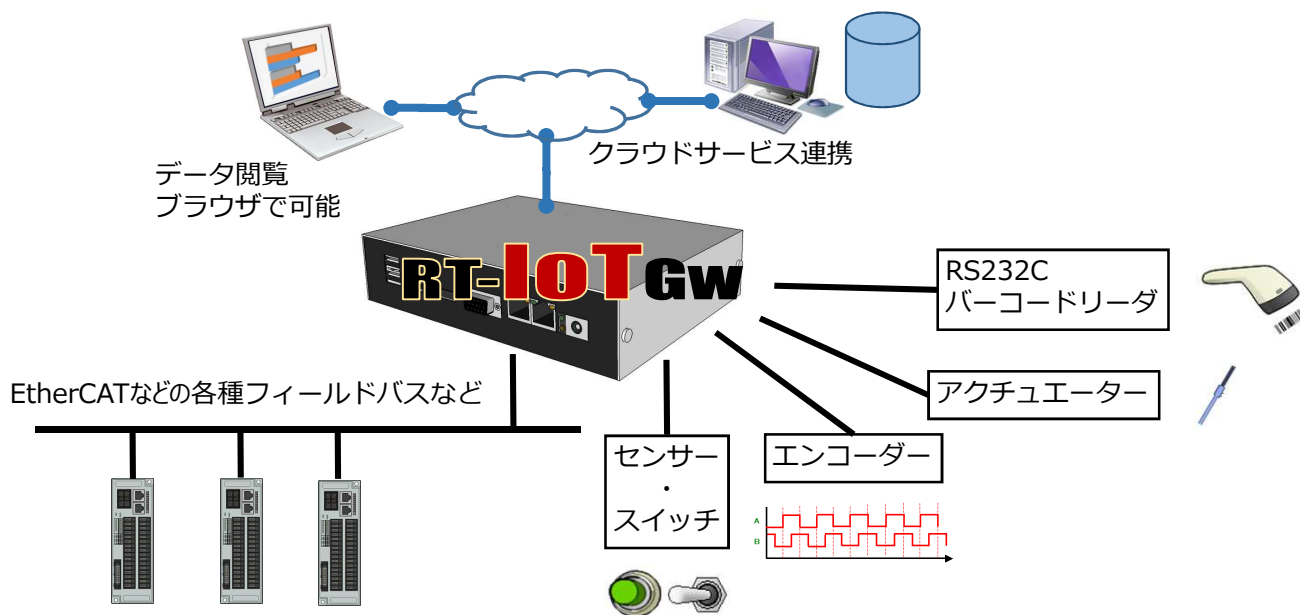 データ閲覧
ブラウザで可能
クラウドサービス連携
RT-IoTGw
RS232C
バーコードリーダ
EtherCATなどの各種フィールドバスなど
アクチュエーター
センサー
・
スイッチ
エンコーダー
A
B